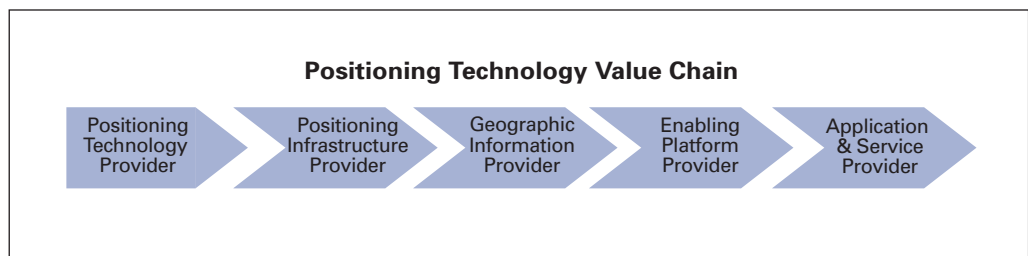 Positioning Technology Value Chain
Positioning
Technology
Provider
Positioning
Infrastructure
Provider
Geographic
Information
Provider
Enabling
Platform
Provider
Application
& Service
Provider